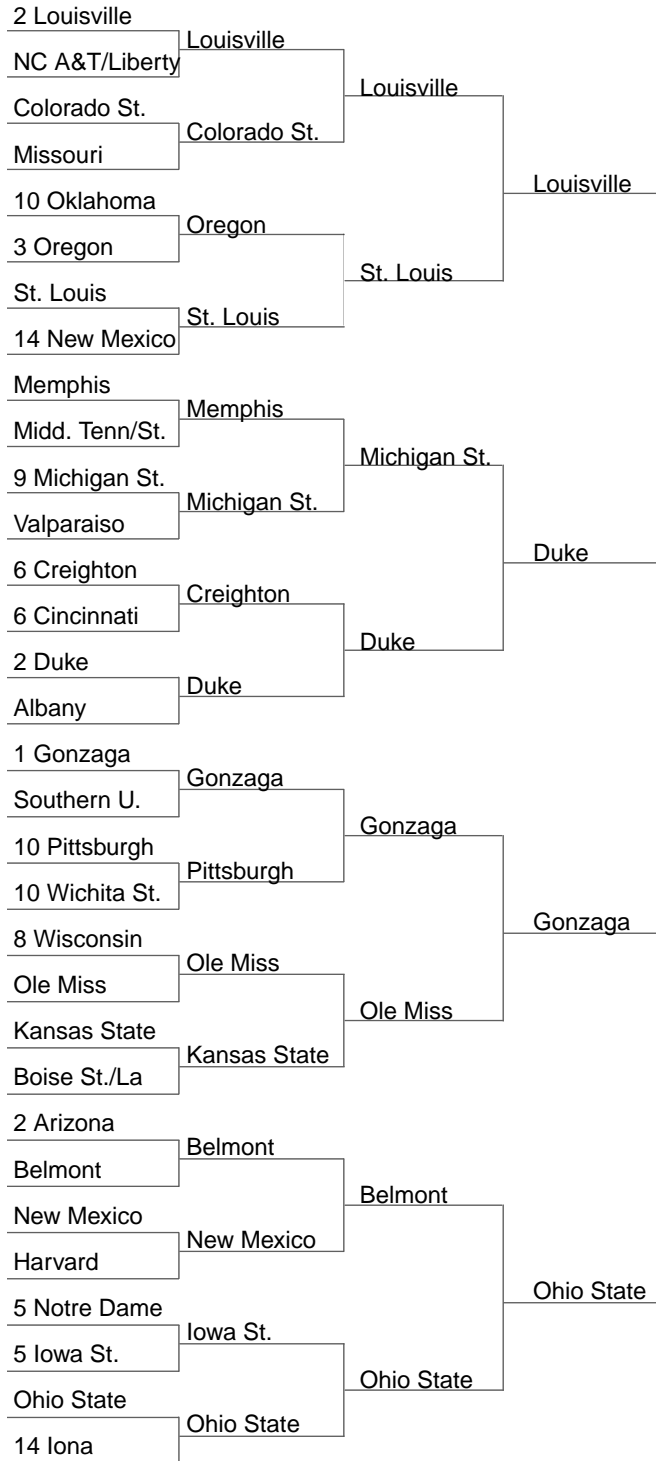 2 Louisville
Louisville
NC A&T/Liberty
Louisville
Colorado St.
Colorado St.
Missouri
Louisville
10 Oklahoma
Oregon
3 Oregon
St. Louis
St. Louis
St. Louis
14 New Mexico
Memphis
Memphis
Midd. Tenn/St.
Michigan St.
9 Michigan St.
Michigan St.
Valparaiso
Duke
6 Creighton
Creighton
6 Cincinnati
Duke
2 Duke
Duke
Albany
1 Gonzaga
Gonzaga
Southern U.
Gonzaga
10 Pittsburgh
Pittsburgh
10 Wichita St.
Gonzaga
8 Wisconsin
Ole Miss
Ole Miss
Ole Miss
Kansas State
Kansas State
Boise St./La
2 Arizona
Belmont
Belmont
Belmont
New Mexico
New Mexico
Harvard
Ohio State
5 Notre Dame
Iowa St.
5 Iowa St.
Ohio State
Ohio State
Ohio State
14 Iona